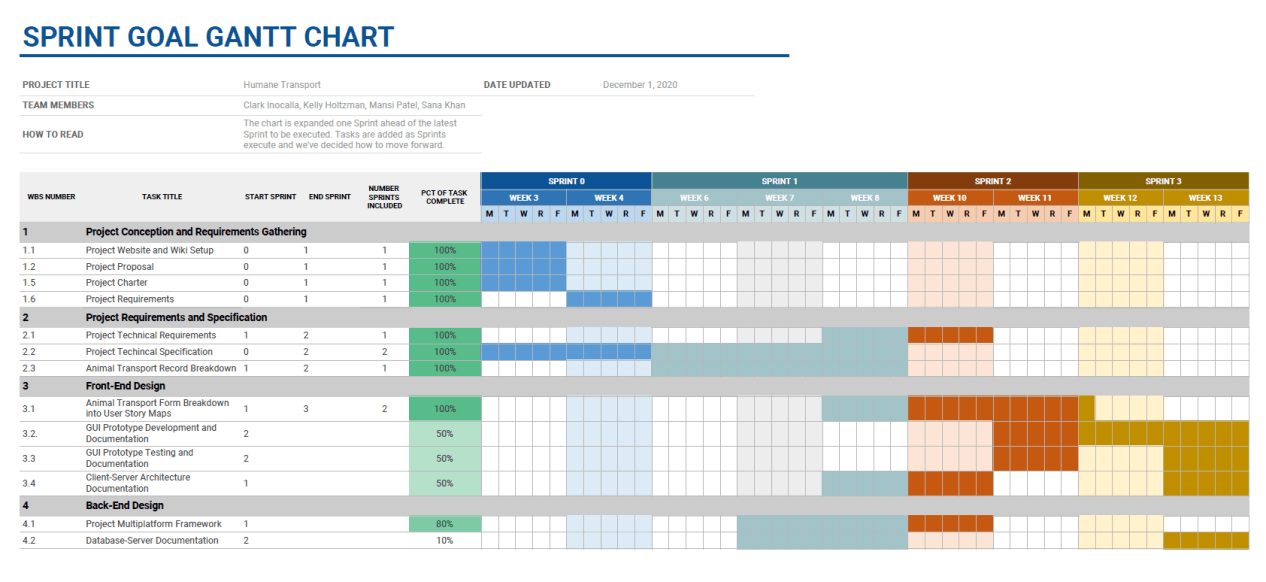 SPRINT GOAL GANTT CHART
PROJECT TITLE Humane Transport DATE UPDATED December 1, 2020
TEAM MEMBERS Clark Inocalla, Kelly Holtzman, Mansi Patel, Sana Khan
HOW TO READ The chart is expanded one Sprint ahead of the latest
Sprint to be executed. Tasks are added as Sprints
execute and we've decided how to move forward.
WBS NUMBER TASK TITLE START SPRINT END SPRINT NUMBER SPRINTS INCLUDED PCT OF TASK COMPLETE SPRINT 0 SPRINT 1 SPRINT 2 SPRINT 3
WEEK 3 WEEK 4 WEEK 6 WEEK 7 WEEK 8 WEEK 10 WEEK 11 WEEK 12 WEEK 13
M T W R F M T W R F M T W R F M T W R F M T W R F M T W R F M T W R F M T W R F M T W R F
1 Project Conception and Requirements Gathering
1.1 Project Website and Wiki Setup 0 1 1 100%
1.2 Project Proposal 0 1 1 100%
1.5 Project Charter 0 1 1 100%
1.6 Project Requirements 0 1 1 100%
2 Project Requirements and Specification
2.1 Project Technical Requirements 1 2 1 100%
2.2 Project Techincal Specification 0 2 2 100%
2.3 Animal Transport Record Breakdown 1 2 1 100%
3 Front-End Design
3.1 Animal Transport Form Breakdown
into User Story Maps 1 3 2 100%
3.2. GUI Prototype Development and
Documentation 2 50%
3.3 GUI Prototype Testing and
Documentation 2 50%
3.4 Client-Server Architecture
Documentation 1 50%
4 Back-End Design
4.1 Project Multiplatform Framework 1 80%
4.2 Database-Server Documentation 2 10%